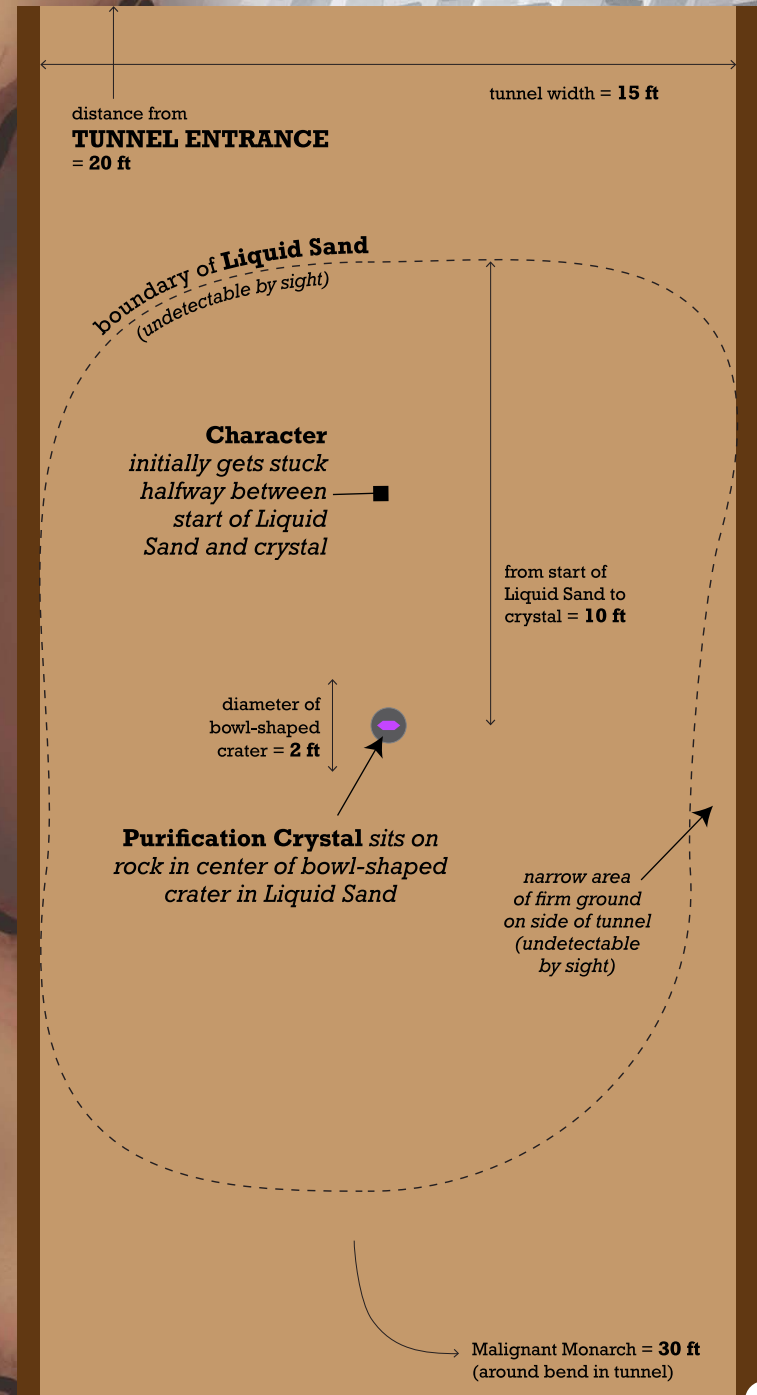 tunnel width = 15 ft
distance from
TUNNEL ENTRANCE
= 20 ft
boundary of Liquid Sand
(undetectable by sight)
Character
initially gets stuck
halfway between
start of Liquid
Sand and crystal
from start of
Liquid Sand to
crystal = 10 ft
diameter of
bowl-shaped
crater = 2 ft
Purification Crystal sits on
rock in center of bowl-shaped
crater in Liquid Sand
narrow area
of firm ground
on side of tunnel
(undetectable
by sight)
Malignant Monarch = 30 ft
(around bend in tunnel)